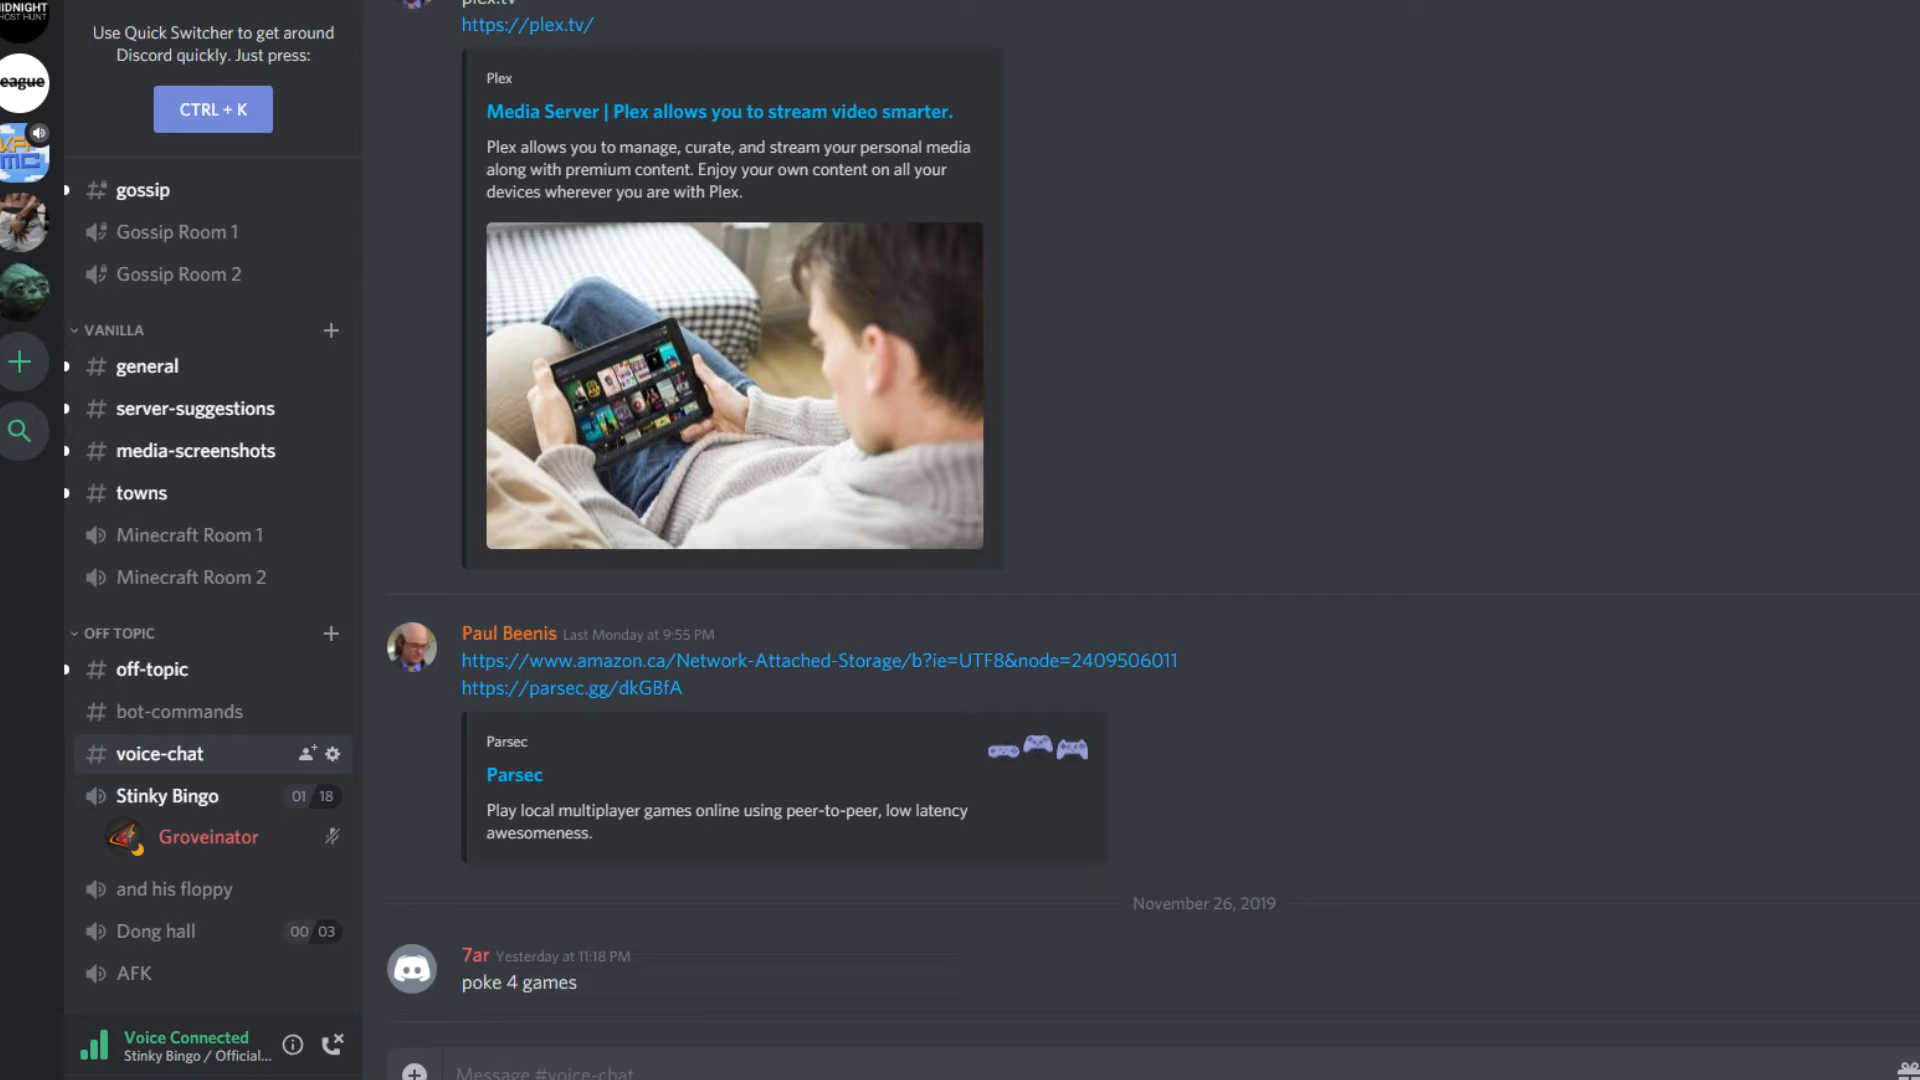 MIDNIGHT
HOST HUNT
eague
MC
Use Quick Switcher to get around
Discord quickly. Just press:
CTRL + K
gossip
Gossip Room 1
Gossip Room 2
VANILLA
general
server-suggestions
media-screenshots
towns
Minecraft Room 1
Minecraft Room 2
OFF TOPIC
off-topic
bot-commands
voice-chat
Stinky Bingo 01 18
Groveinator
and his floppy
Dong hall 00 03
AFK
Voice Connected
Stinky Bingo / Official...
plex.tv
https://plex.tv/
Plex
Media Server | Plex allows you to stream video smarter.
Plex allows you to manage, curate, and stream your personal media
along with premium content. Enjoy your own content on all your
devices wherever you are with Plex.
Paul Beenis Last Monday at 9:55 PM
https://www.amazon.ca/Network-Attached-Storage/b?ie=UTF8&node=2409506011
https://parsec.gg/dkGBfA
Parsec
Parsec
Play local multiplayer games online using peer-to-peer, low latency
awesomeness.
November 26, 2019
7ar Yesterday at 11:18 PM
poke 4 games
Message #voice-chat